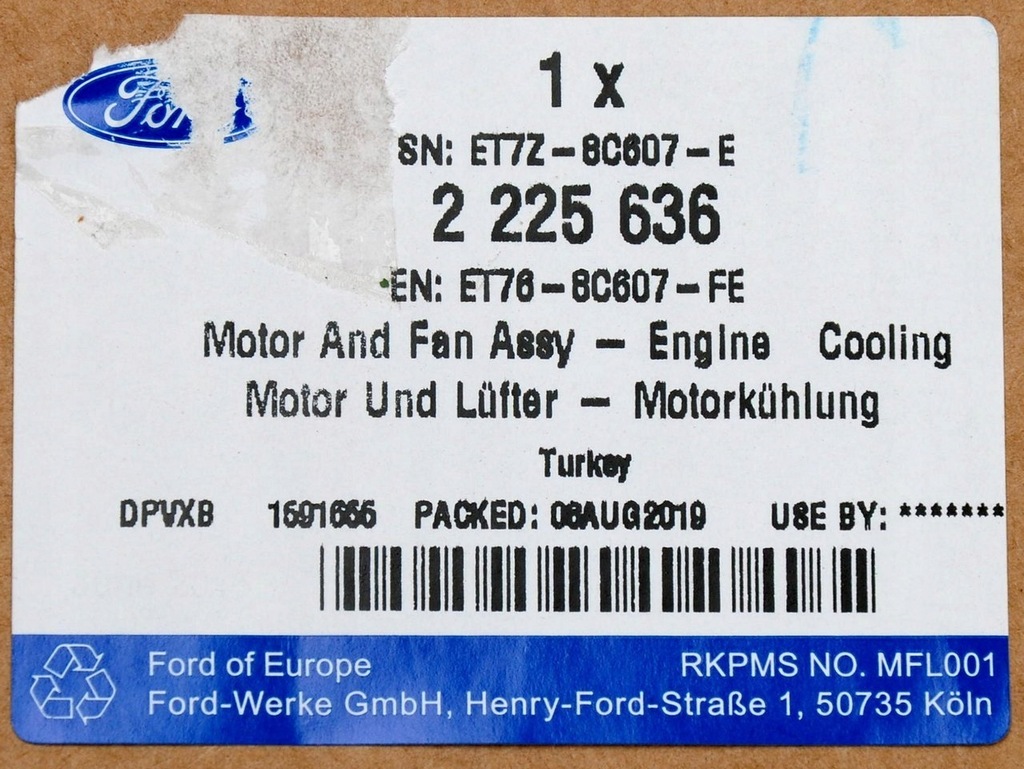 Ford
1 x
SN: ET7Z-8C607-E
2 225 636
EN: ET76-8C607-FE
Motor And Fan Assy - Engine Cooling
Motor Und Lüfter - Motorkühlung
Turkey
DPVXB 1591655 PACKED: 08AUG2019 USE BY: *******
Ford of Europe RKPMS NO. MFL001
Ford-Werke GmbH, Henry-Ford-Straße 1, 50735 Köln